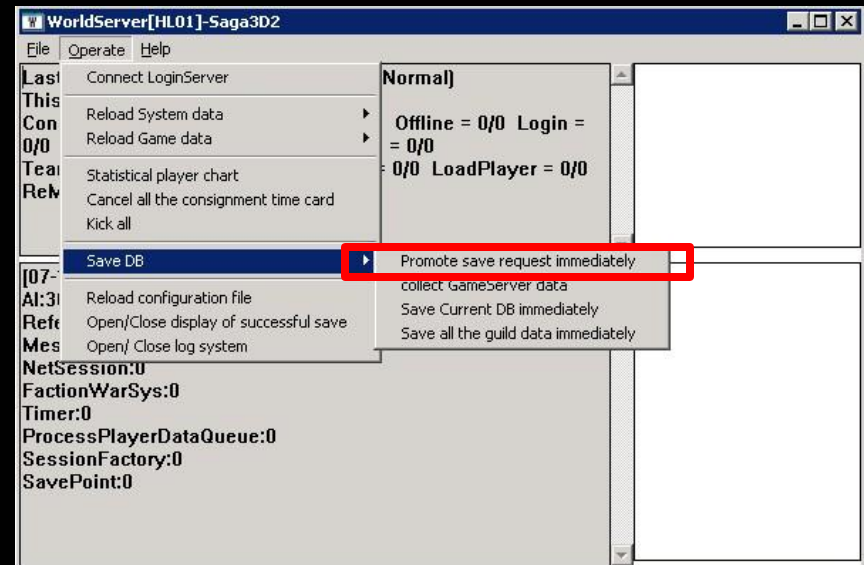 WorldServer[HL01]-Saga3D2
File Operate Help
Connect LoginServer
Reload System data
Reload Game data
Statistical player chart
Cancel all the consignment time card
Kick all
Save DB
Reload configuration file
Open/Close display of successful save
Open/ Close log system
Promote save request immediately
collect GameServer data
Save Current DB immediately
Save all the guild data immediately
Normal)
This
Offline = 0/0 Login =
0/0 = 0/0
= 0/0 LoadPlayer = 0/0
[07-
NetSession:0
FactionWarSys:0
Timer:0
ProcessPlayerDataQueue:0
SessionFactory:0
SavePoint:0